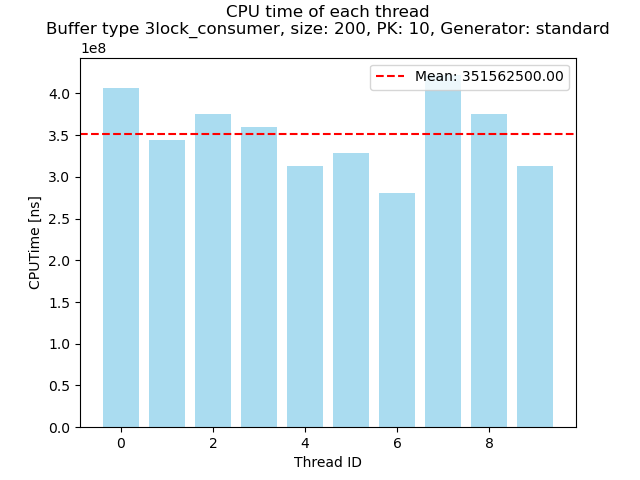 CPU time of each thread
Buffer type 3lock_consumer, size: 200, PK: 10, Generator: standard
1e8
Mean: 351562500.00
4.0
3.5
3.0
2.5
2.0
1.5
1.0
0.5
0.0
CPUTime [ns]
0 2 4 6 8
Thread ID